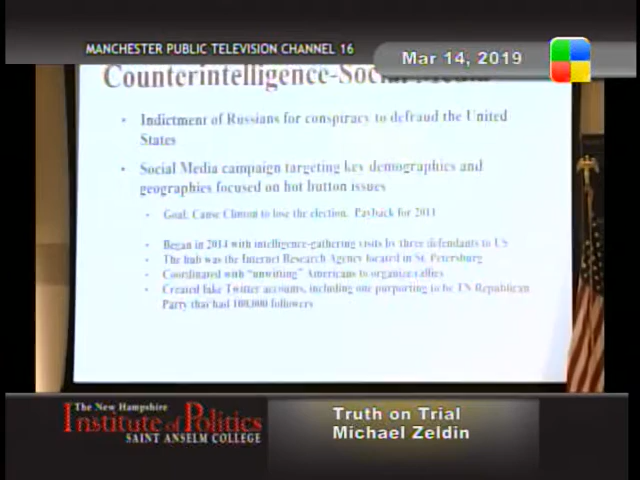 MANCHESTER PUBLIC TELEVISION CHANNEL 16
Mar 14, 2019
Counterintelligence-Social Media
• Indictment of Russians for conspiracy to defraud the United
States
• Social Media campaign targeting key demographics and
geographies focused on hot button issues
• Goal: Cause Clinton to lose the election. Payback for 2011
• Began in 2014 with intelligence-gathering visits by three defendants to US
• The hub was the Internet Research Agency located in St. Petersburg
• Coordinated with "unwitting" Americans to organize rallies
• Created fake Twitter accounts, including one purporting to be TN Republican
Party that had 100,000 followers
The New Hampshire
Institute of Politics
SAINT ANSELM COLLEGE
Truth on Trial
Michael Zeldin